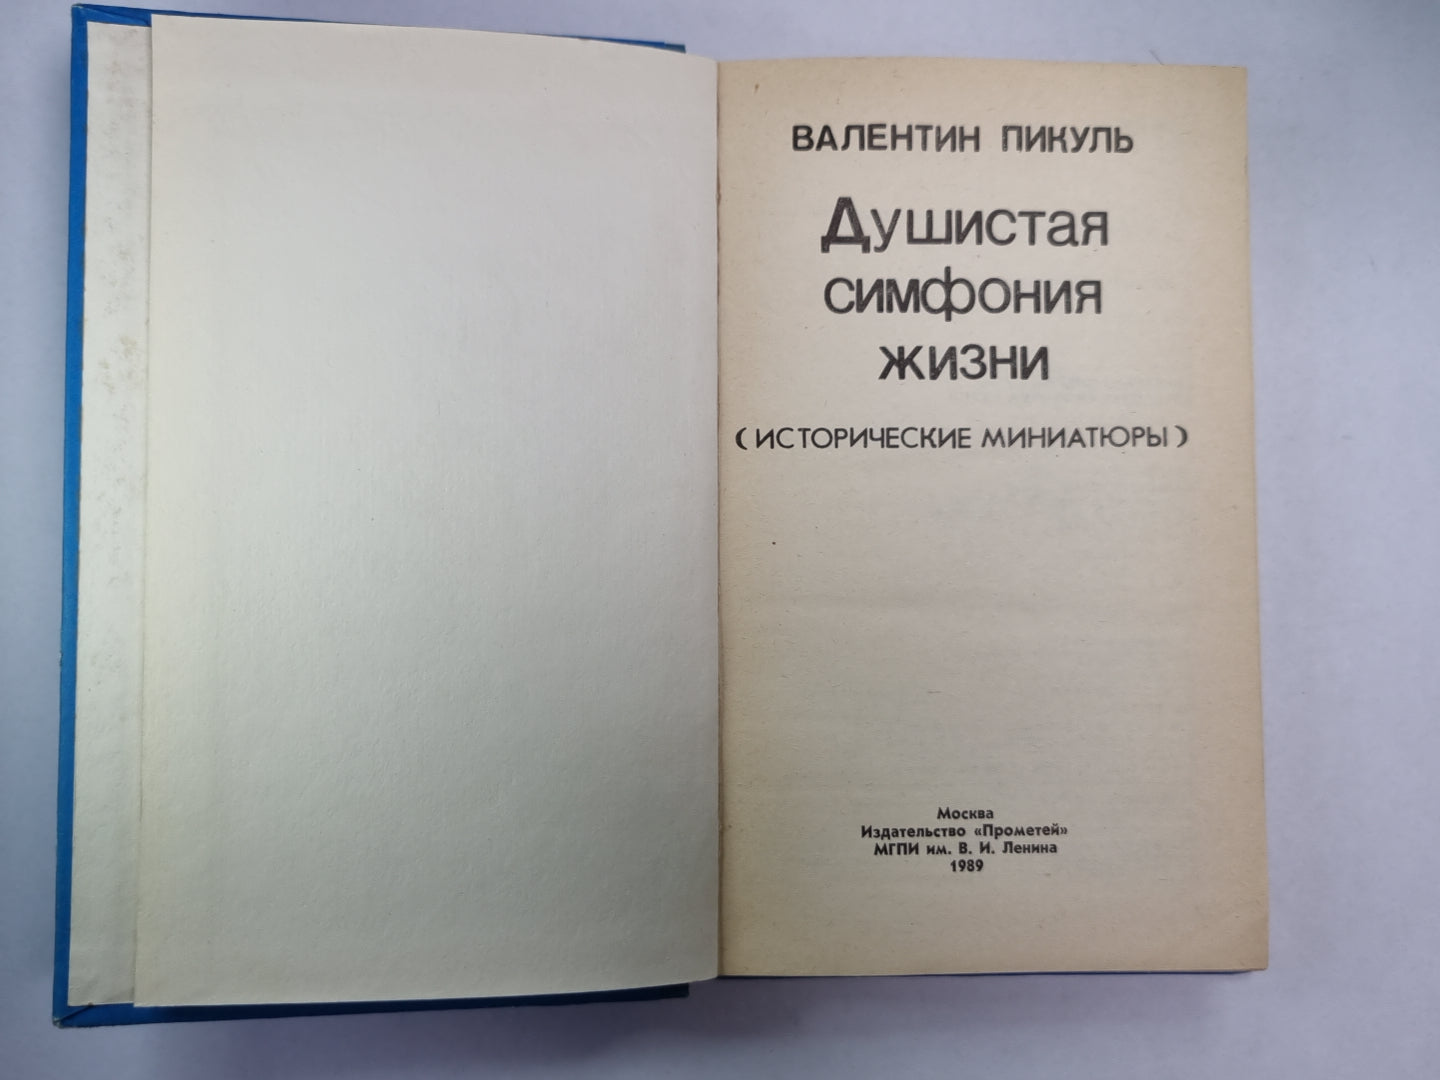 ВАЛЕНТИН ПИКУЛЬ
Душистая
симфония
жизни
(ИСТОРИЧЕСКИЕ МИНИАТЮРЫ)
Москва
Издательство «Прометей»
МГПИ им. В. И. Ленина
1989